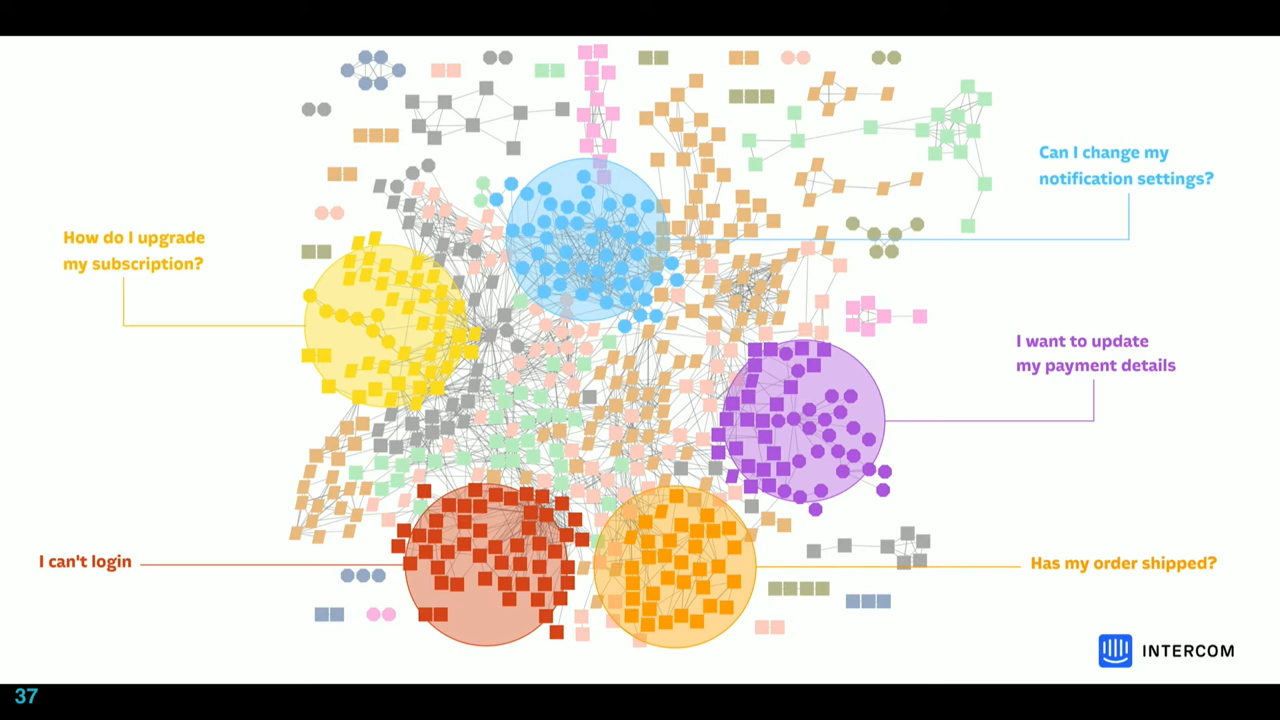 Can I change my
notification settings?
How do I upgrade
my subscription?
I want to update
my payment details
I can't login
Has my order shipped?
INTERCOM
37